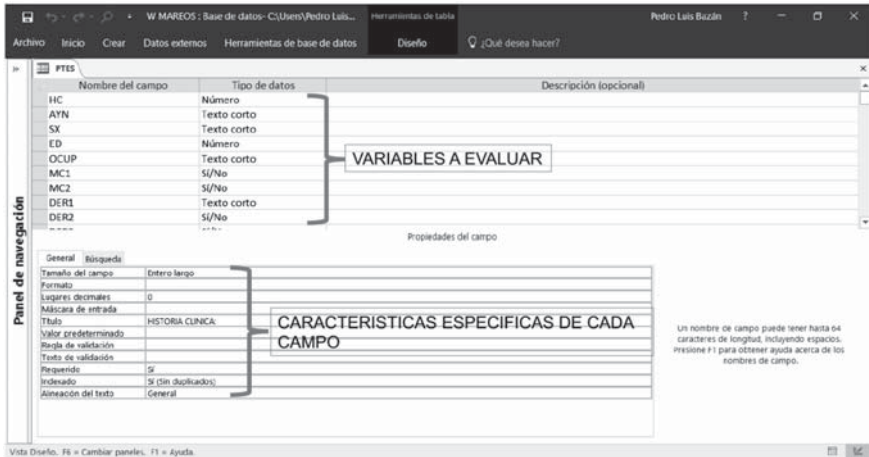 W MAREOS : Base de datos- C:\Users\Pedro Luis...
Herramientas de tabla
Pedro Luis Bazán
?
Archivo
Inicio
Crear
Datos externos
Herramientas de base de datos
Diseño
¿Qué desea hacer?
PTES
Nombre del campo Tipo de datos Descripción (opcional)
HC Número
AYN Texto corto
SX Texto corto
ED Número
OCUP Texto corto
MC1 Sí/No
MC2 Sí/No
DER1 Texto corto
DER2 Sí/No
VARIABLES A EVALUAR
Panel de navegación
Propiedades del campo
General Búsqueda
Tamaño del campo Entero largo
Formato
Lugares decimales 0
Máscara de entrada
Título HISTORIA CLINICA:
Valor predeterminado
Regla de validación
Texto de validación
Requerido Sí
Indexado Sí (Sin duplicados)
Alineación del texto General
CARACTERISTICAS ESPECIFICAS DE CADA
CAMPO
Un nombre de campo puede tener hasta 64
caracteres de longitud, incluyendo espacios.
Presione F1 para obtener ayuda acerca de los
nombres de campo.
Vista Diseño. F6 = Cambiar paneles. F1 = Ayuda.